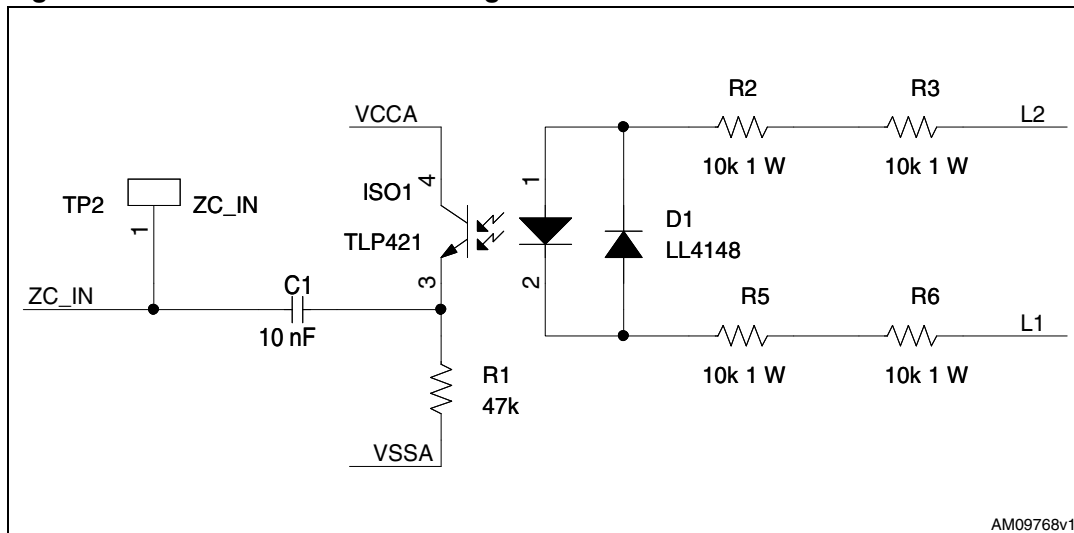 R2
R3
VCCA
L2
10k 1 W
10k 1 W
4
1
ISO1
TP2
ZC_IN
D1
1
TLP421
LL4148
3
2
C1
R5
R6
ZC_IN
L1
10 nF
R1
10k 1 W
10k 1 W
47k
VSSA
AM09768v1